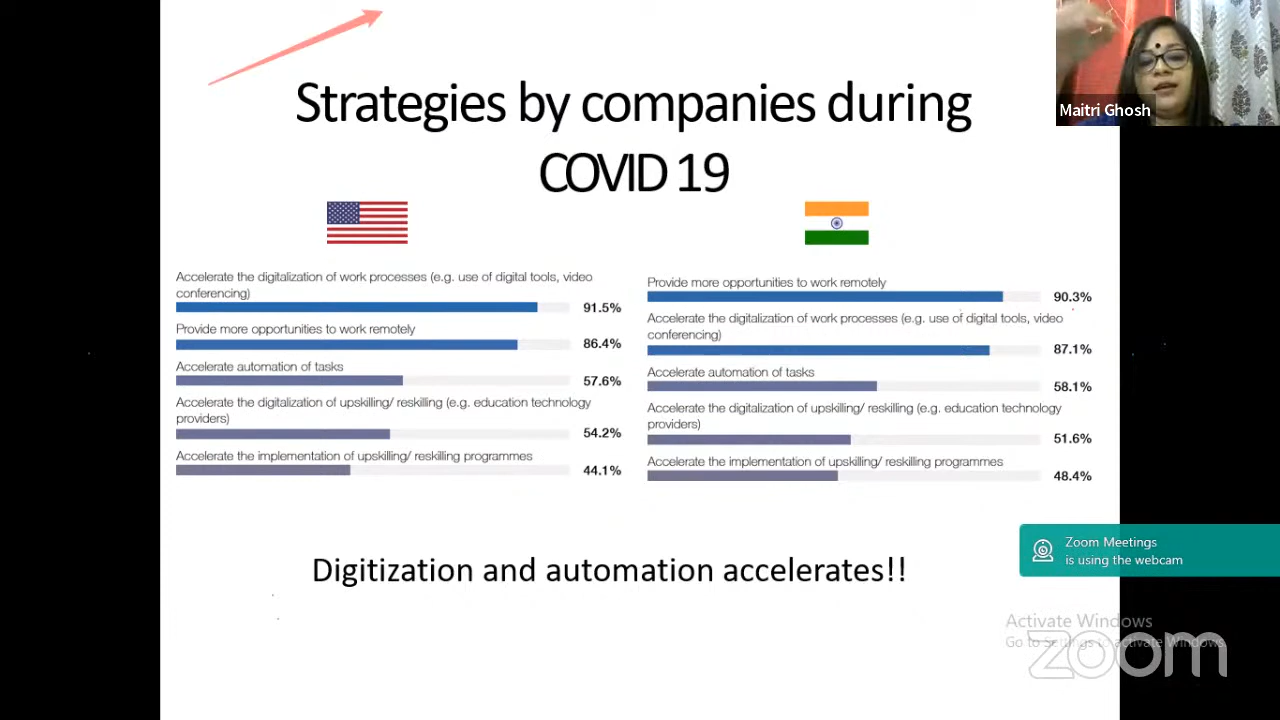 Strategies by companies during
COVID 19
Maitri Ghosh
Accelerate the digitalization of work processes (e.g. use of digital tools, video
conferencing)
91.5%
Provide more opportunities to work remotely
86.4%
Accelerate automation of tasks
57.6%
Accelerate the digitalization of upskilling/ reskilling (e.g. education technology
providers)
54.2%
Accelerate the implementation of upskilling/ reskilling programmes
44.1%
Provide more opportunities to work remotely
90.3%
Accelerate the digitalization of work processes (e.g. use of digital tools, video
conferencing)
87.1%
Accelerate automation of tasks
58.1%
Accelerate the digitalization of upskilling/ reskilling (e.g. education technology
providers)
51.6%
Accelerate the implementation of upskilling/ reskilling programmes
48.4%
Digitization and automation accelerates!!
Zoom Meetings
is using the webcam
Activate Windows
Go to Settings to activate Windows.
zoom